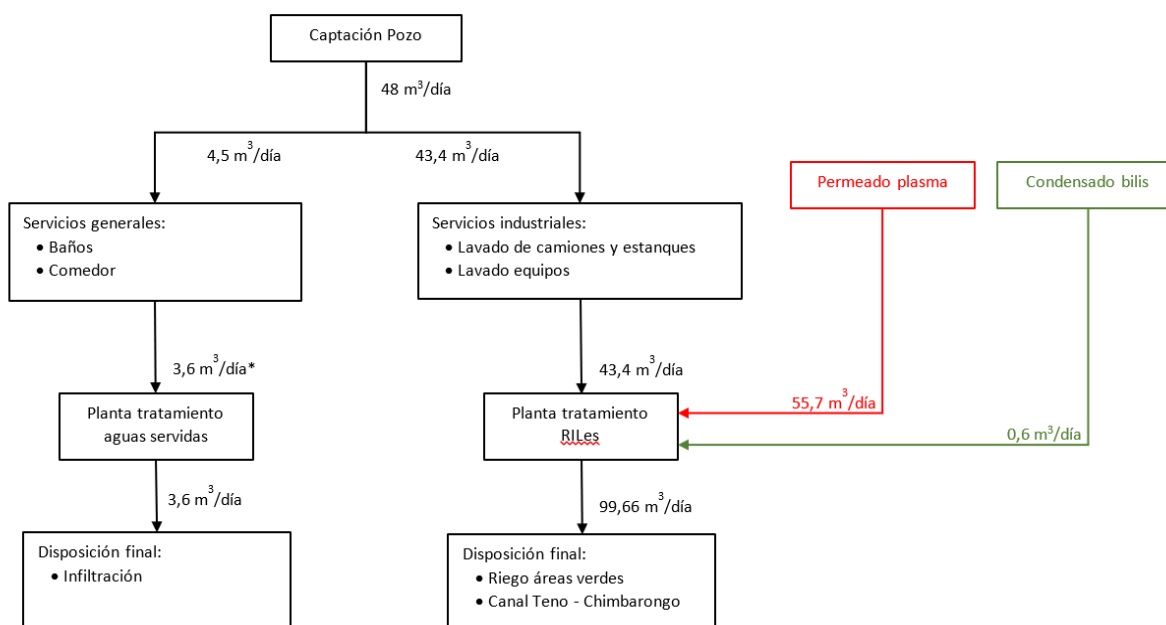 Captación Pozo
48 m³/día
4,5 m³/día
43,4 m³/día
Permeado plasma
Condensado bilis
Servicios generales:
• Baños
• Comedor
Servicios industriales:
• Lavado de camiones y estanques
• Lavado equipos
3,6 m³/día*
43,4 m³/día
55,7 m³/día
0,6 m³/día
Planta tratamiento
aguas servidas
Planta tratamiento
RILes
3,6 m³/día
99,66 m³/día
Disposición final:
• Infiltración
Disposición final:
• Riego áreas verdes
• Canal Teno - Chimbarongo